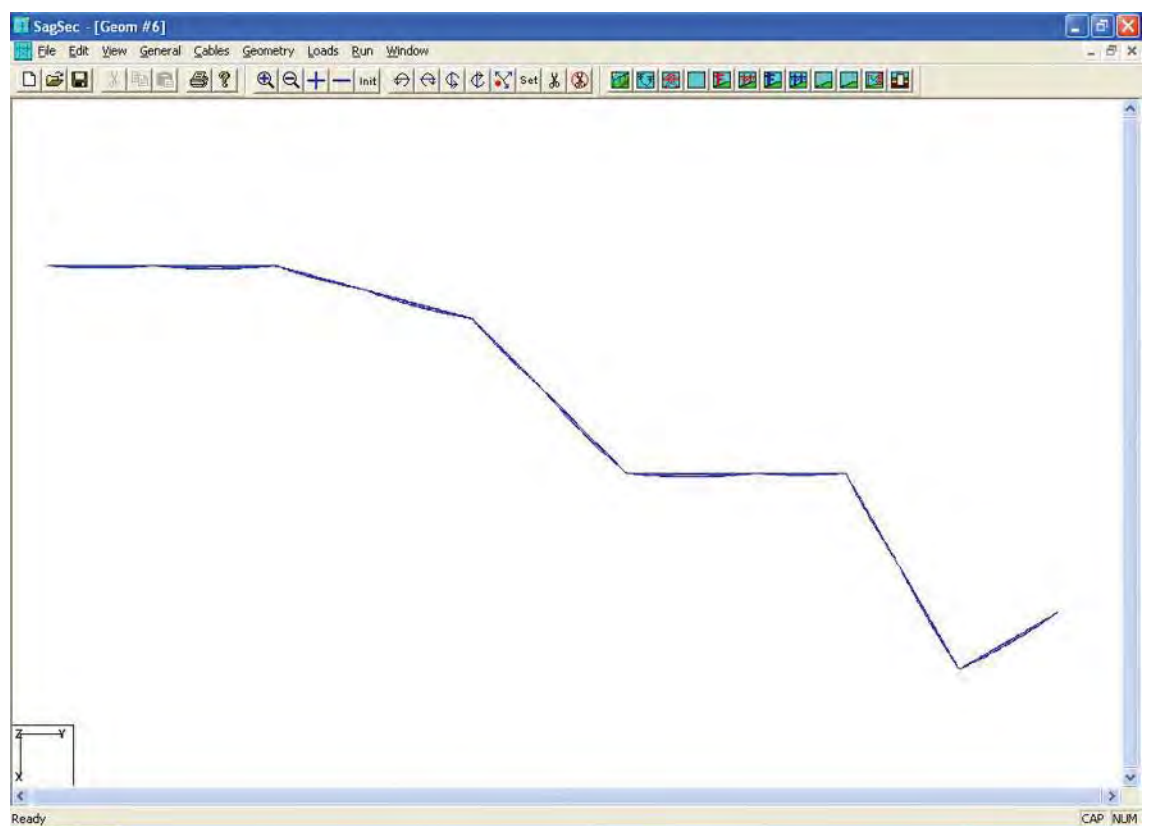 SagSec - [Geom #6]
File Edit View General Cables Geometry Loads Run Window
Init Set
Z Y
X
Ready CAP NUM